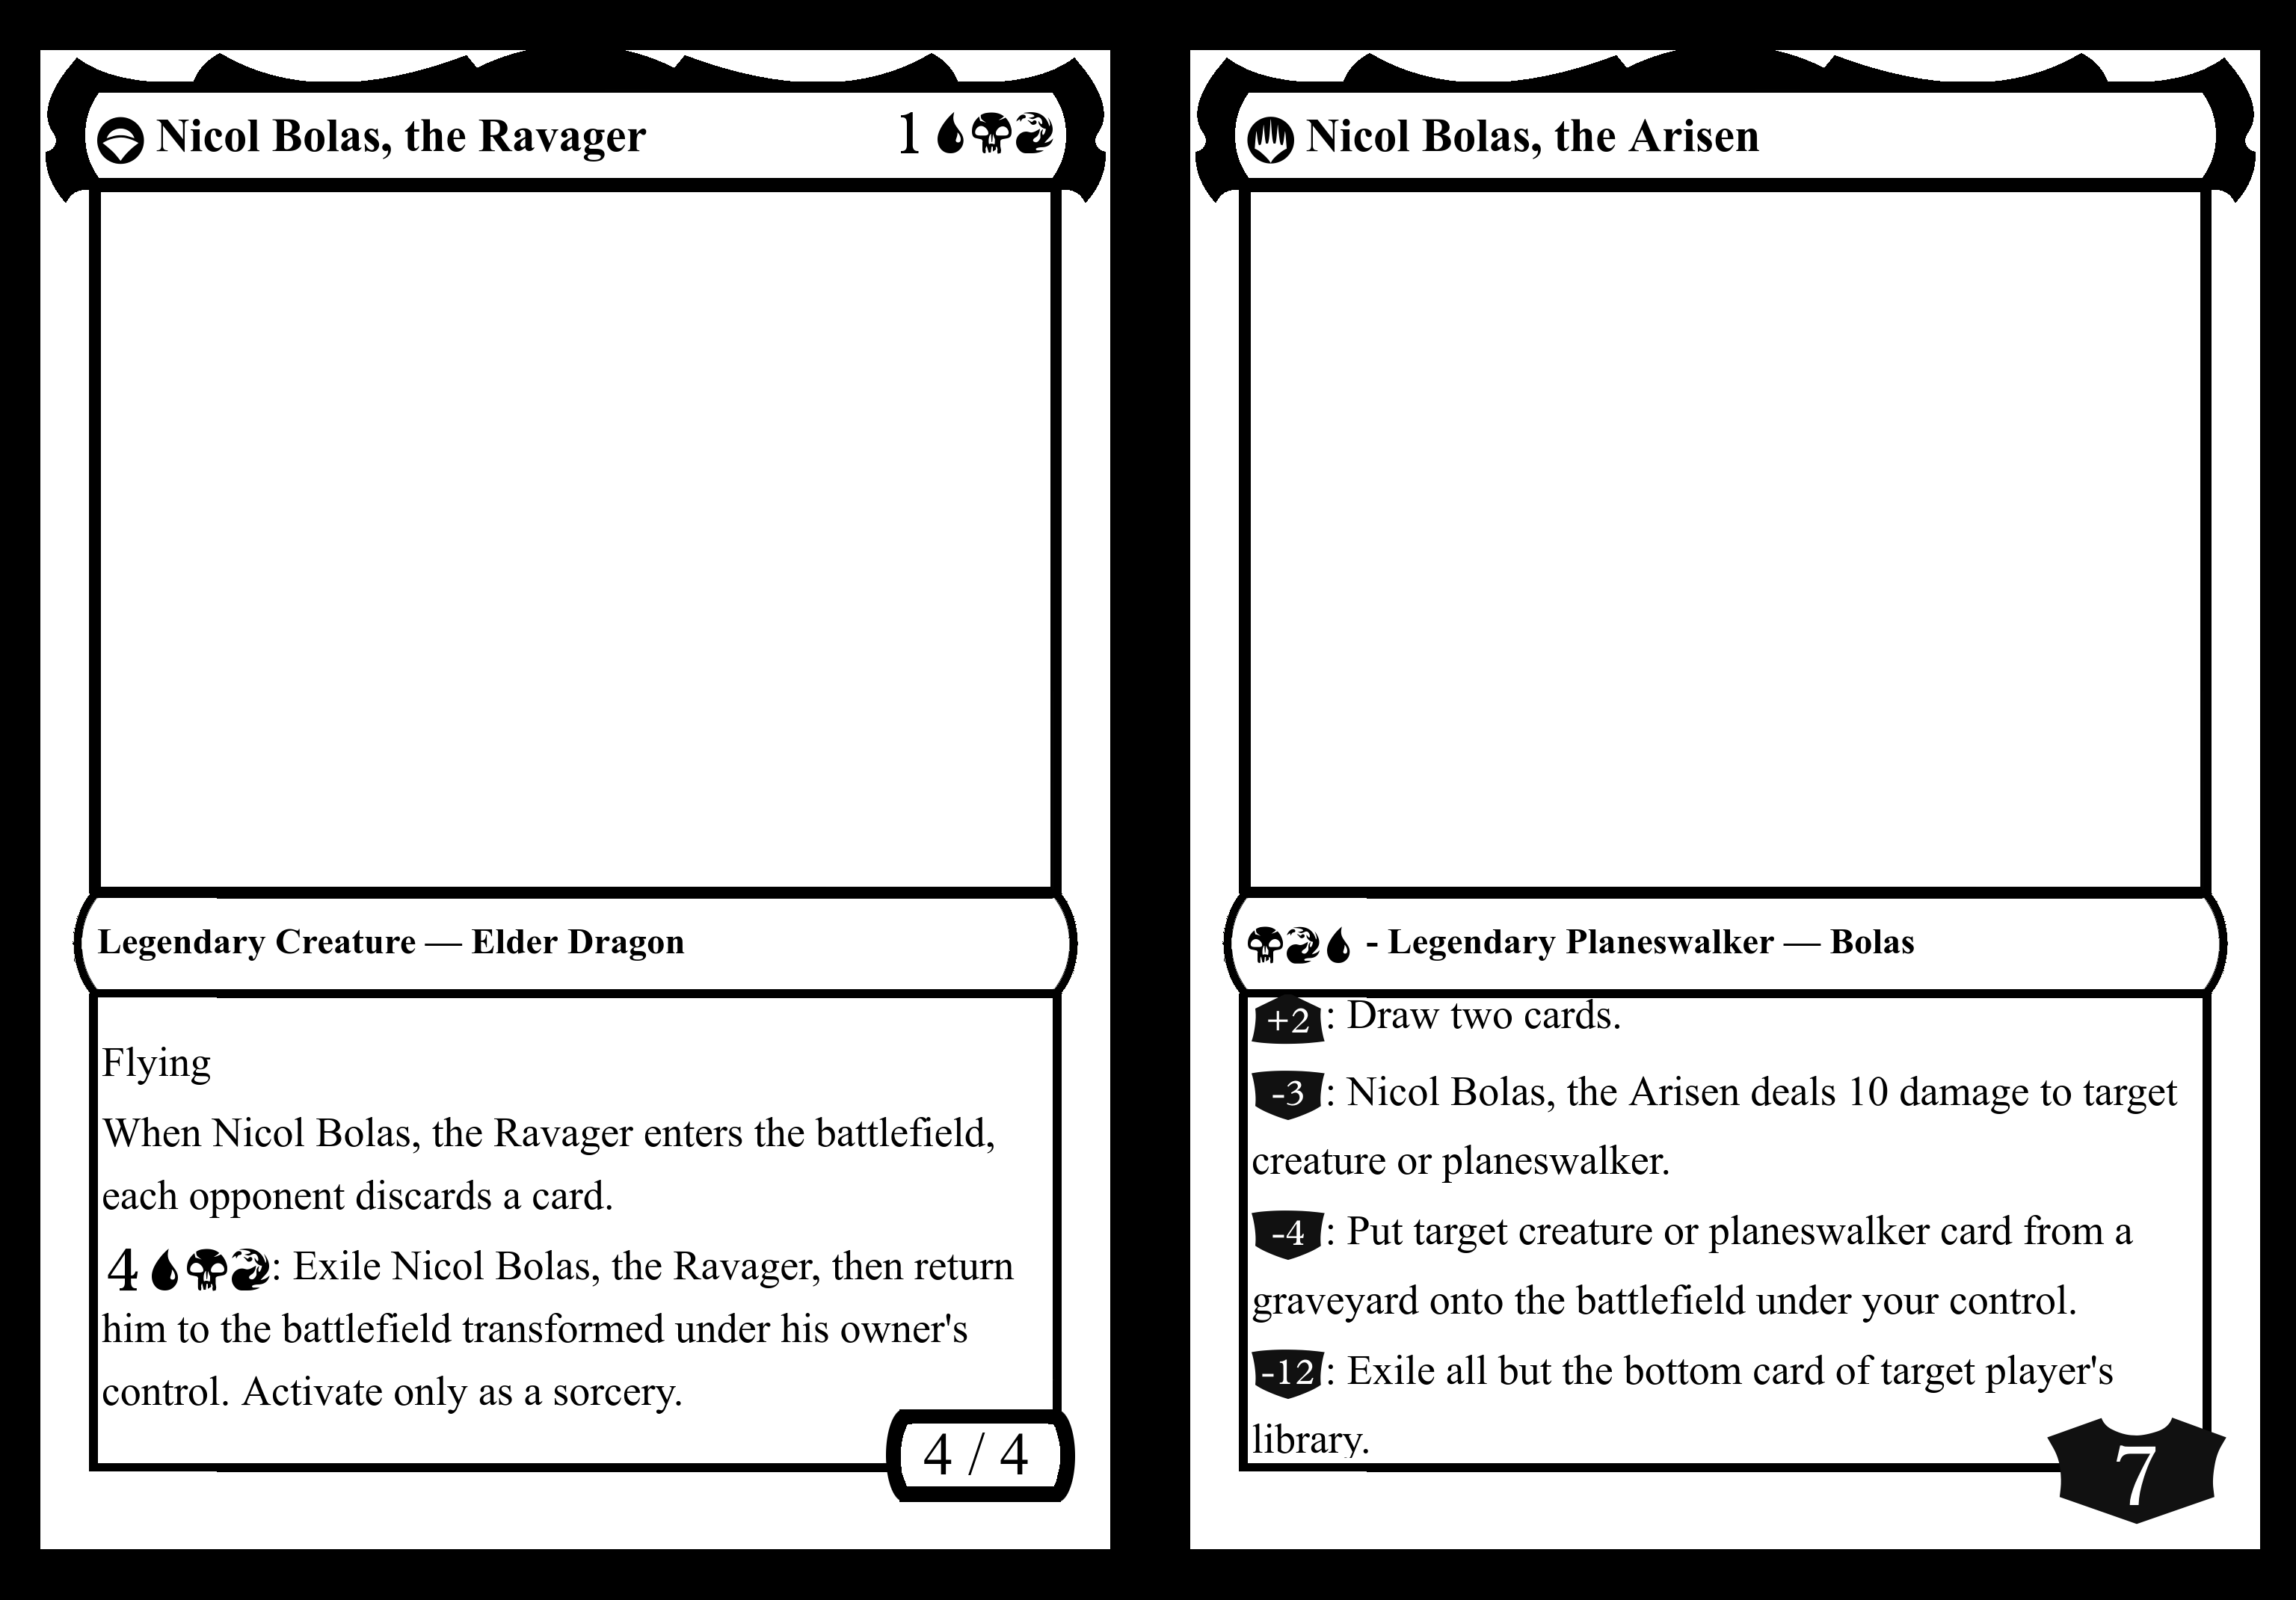 Nicol Bolas, the Ravager 1
Legendary Creature — Elder Dragon
Flying
When Nicol Bolas, the Ravager enters the battlefield,
each opponent discards a card.
4 : Exile Nicol Bolas, the Ravager, then return
him to the battlefield transformed under his owner's
control. Activate only as a sorcery.
4 / 4
Nicol Bolas, the Arisen
- Legendary Planeswalker — Bolas
+2 : Draw two cards.
-3 : Nicol Bolas, the Arisen deals 10 damage to target
creature or planeswalker.
-4 : Put target creature or planeswalker card from a
graveyard onto the battlefield under your control.
-12 : Exile all but the bottom card of target player's
library.
7